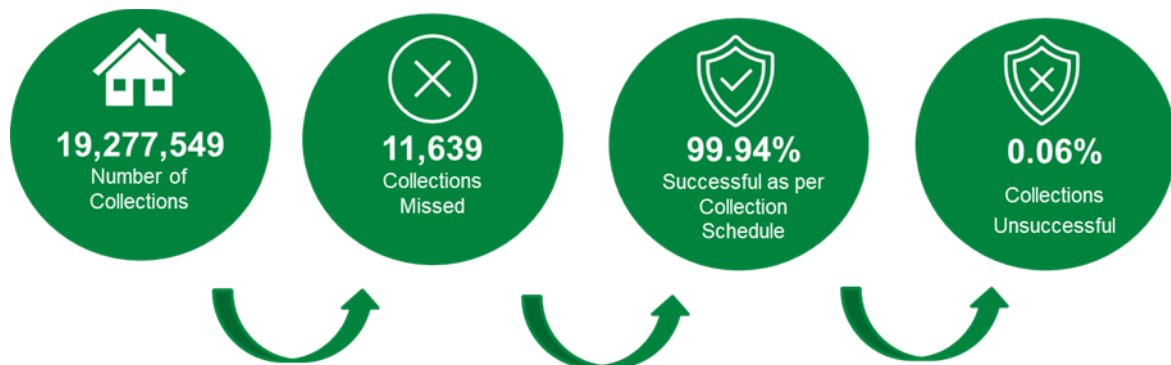 19,277,549
Number of
Collections
11,639
Collections
Missed
99.94%
Successful as per
Collection
Schedule
0.06%
Collections
Unsuccessful